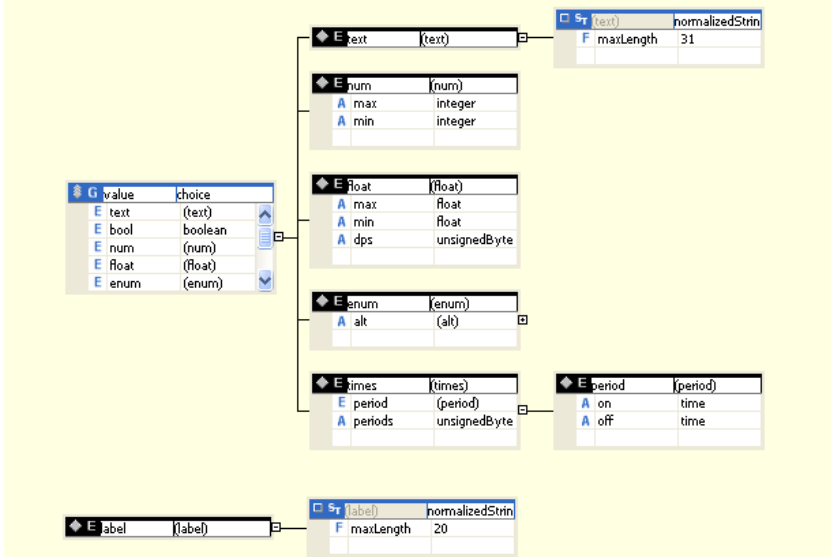 E text (text)
ST (text) normalizedStrin
F maxLength 31
E num (num)
A max integer
A min integer
E float (float)
A max float
A min float
A dps unsignedByte
G value choice
E text (text)
E bool boolean
E num (num)
E float (float)
E enum (enum)
E enum (enum)
A alt (alt)
E times (times)
E period (period)
A periods unsignedByte
E period (period)
A on time
A off time
E label (label)
ST (label) normalizedStrin
F maxLength 20